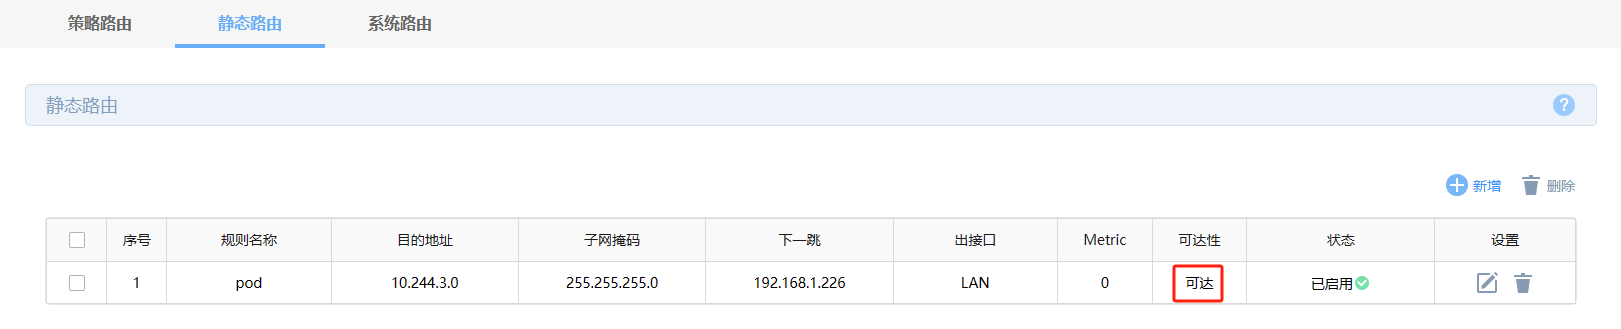 策略路由 静态路由 系统路由
静态路由 ?
新增 删除
序号 规则名称 目的地址 子网掩码 下一跳 出接口 Metric 可达性 状态 设置
1 pod 10.244.3.0 255.255.255.0 192.168.1.226 LAN 0 可达 已启用